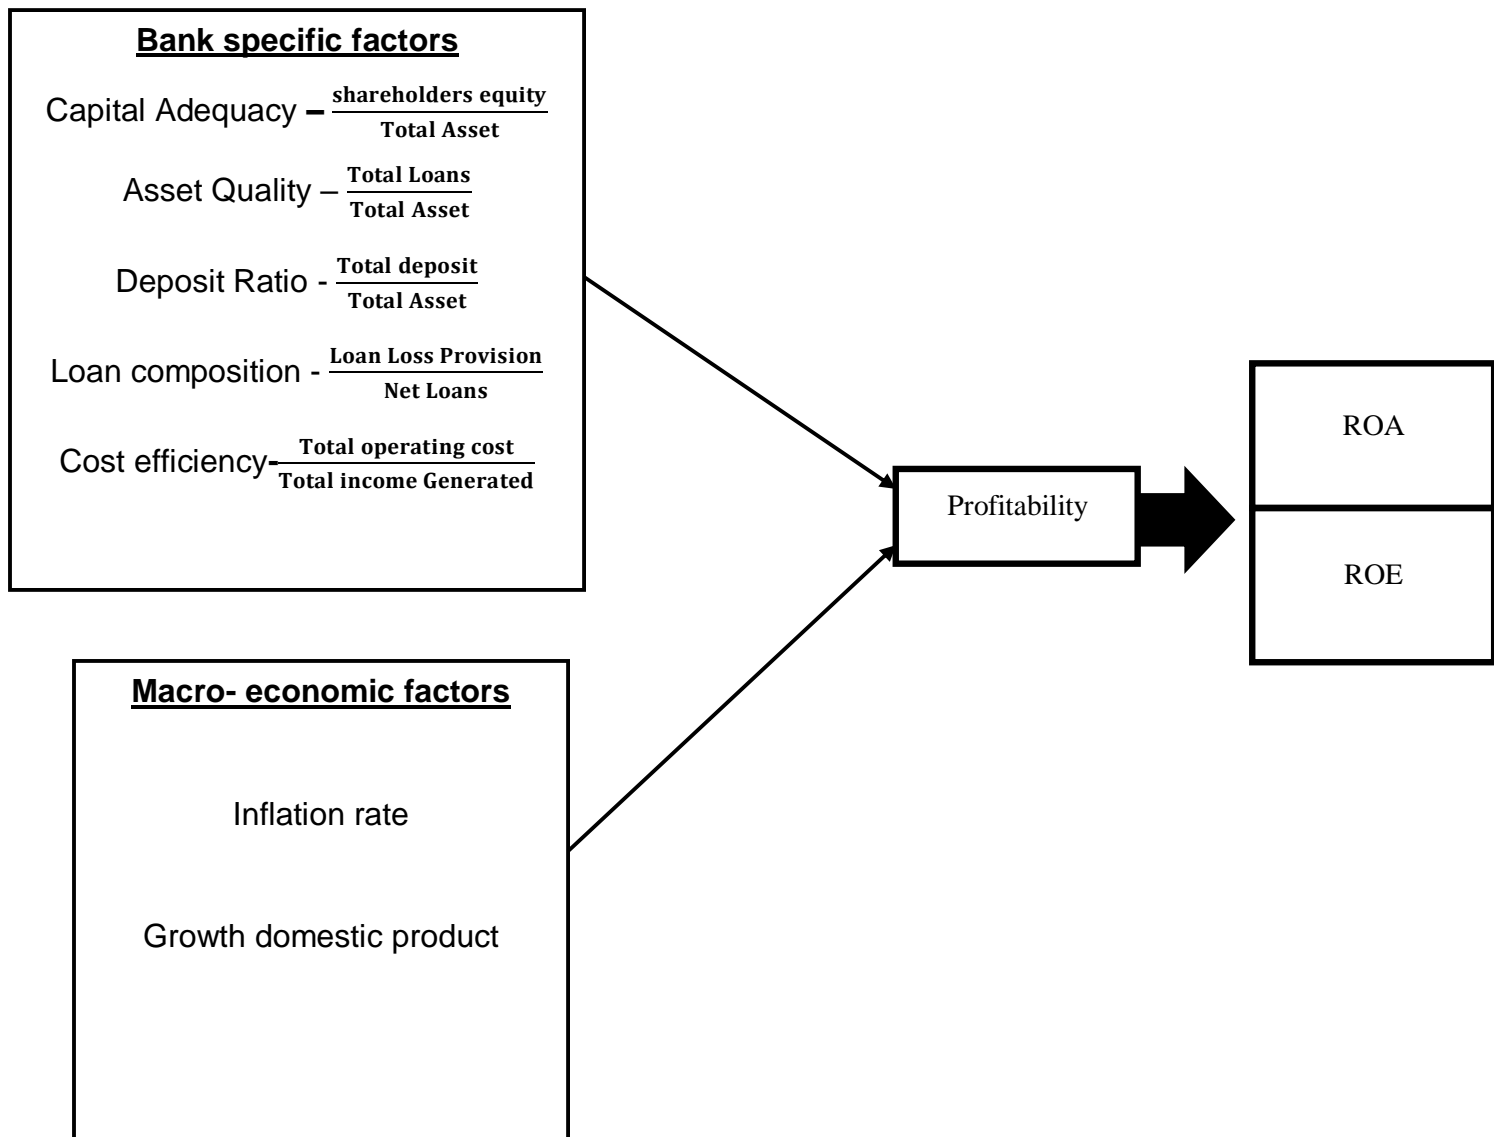 Bank specific factors
Capital Adequacy – shareholders equity
Total Asset
Asset Quality – Total Loans
Total Asset
Deposit Ratio - Total deposit
Total Asset
Loan composition - Loan Loss Provision
Net Loans
Cost efficiency- Total operating cost
Total income Generated
Profitability
ROA
ROE
Macro- economic factors
Inflation rate
Growth domestic product